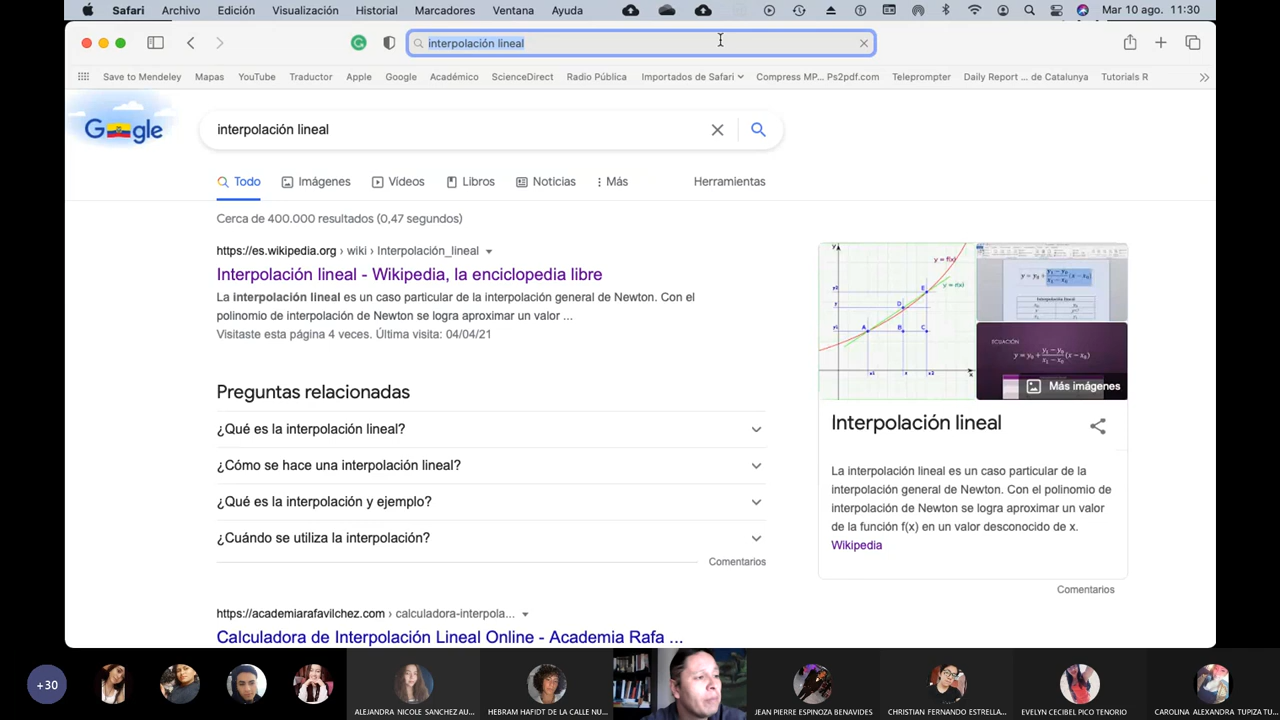 Safari Archivo Edición Visualización Historial Marcadores Ventana Ayuda Mar 10 ago. 11:30
interpolación lineal
Save to Mendeley Mapas YouTube Traductor Apple Google Académico ScienceDirect Radio Pública Importados de Safari Compress MP... Ps2pdf.com Teleprompter Daily Report ... de Catalunya Tutorials R
Google
interpolación lineal
Todo Imágenes Vídeos Libros Noticias Más Herramientas
Cerca de 400.000 resultados (0,47 segundos)
https://es.wikipedia.org › wiki › Interpolación_lineal
Interpolación lineal - Wikipedia, la enciclopedia libre
La interpolación lineal es un caso particular de la interpolación general de Newton. Con el
polinomio de interpolación de Newton se logra aproximar un valor ...
Visitaste esta página 4 veces. Última visita: 04/04/21
Preguntas relacionadas
¿Qué es la interpolación lineal?
¿Cómo se hace una interpolación lineal?
¿Qué es la interpolación y ejemplo?
¿Cuándo se utiliza la interpolación?
Comentarios
https://academiarafavilchez.com › calculadora-interpola...
Calculadora de Interpolación Lineal Online - Academia Rafa ...
y = f(x)
y = r(x)
A B C D E
x1 x x2
ECUACIÓN
Más imágenes
Interpolación lineal
La interpolación lineal es un caso particular de la
interpolación general de Newton. Con el polinomio de
interpolación de Newton se logra aproximar un valor
de la función f(x) en un valor desconocido de x.
Wikipedia
Comentarios
+30
ALEJANDRA NICOLE SANCHEZ AU...
HEBRAM HAFIDT DE LA CALLE NU...
JEAN PIERRE ESPINOZA BENAVIDES
CHRISTIAN FERNANDO ESTRELLA...
EVELYN CECIBEL PICO TENORIO
CAROLINA ALEXANDRA TUPIZA TU...